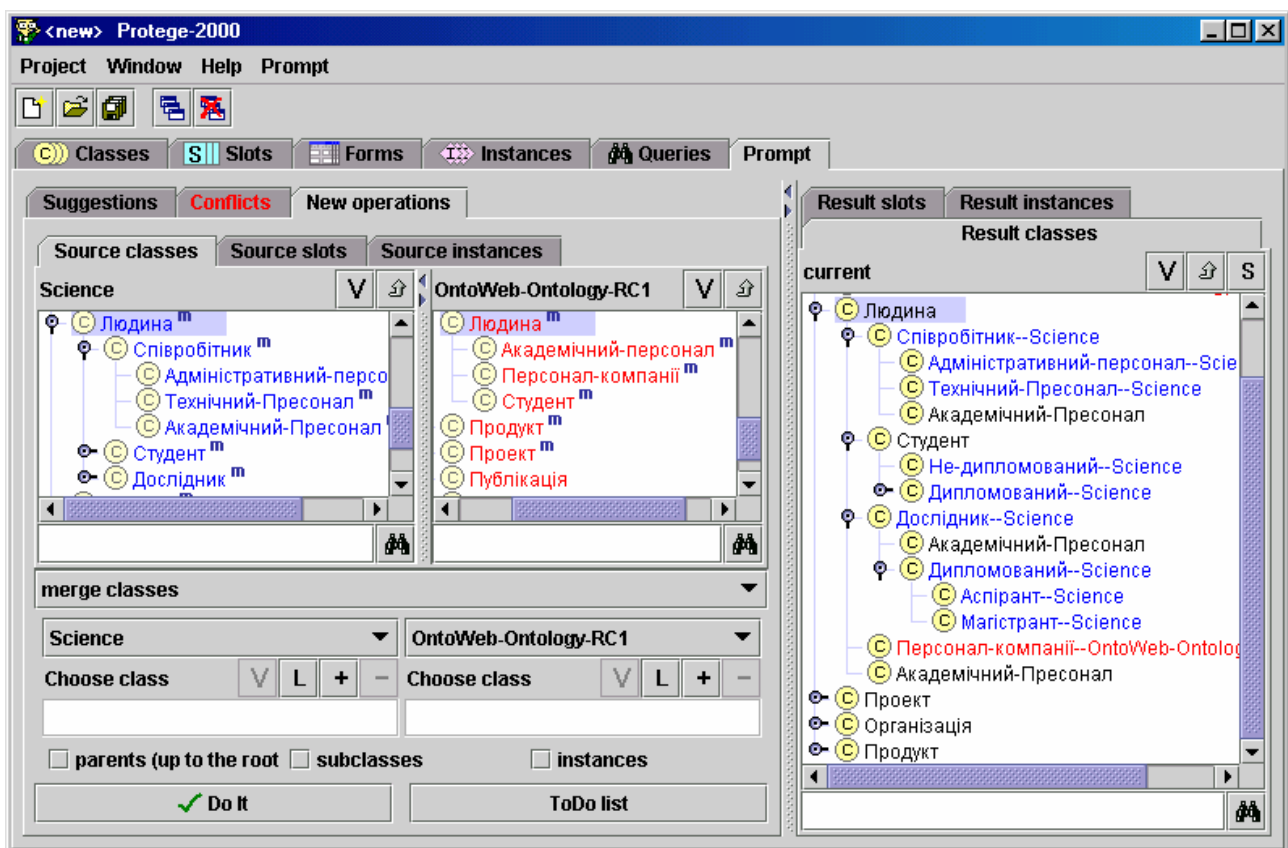 <new> Protege-2000
Project Window Help Prompt
C Classes S Slots Forms I Instances Queries Prompt
Suggestions Conflicts New operations
Source classes Source slots Source instances
Science V
C Людина m
C Співробітник m
C Адміністративний-персо
C Технічний-Пресонал m
C Академічний-Пресонал
C Студент m
C Дослідник m
OntoWeb-Ontology-RC1 V
C Людина m
C Академічний-персонал m
C Персонал-компанії m
C Студент m
C Продукт m
C Проект m
C Публікація
merge classes
Science OntoWeb-Ontology-RC1
Choose class V L + − Choose class V L + −
parents (up to the root subclasses instances
Do It ToDo list
Result slots Result instances
Result classes
current V S
C Людина
C Співробітник--Science
C Адміністративний-персонал--Scie
C Технічний-Пресонал--Science
C Академічний-Пресонал
C Студент
C Не-дипломований--Science
C Дипломований--Science
C Дослідник--Science
C Академічний-Пресонал
C Дипломований--Science
C Аспірант--Science
C Магістрант--Science
C Персонал-компанії--OntoWeb-Ontolog
C Академічний-Пресонал
C Проект
C Організація
C Продукт